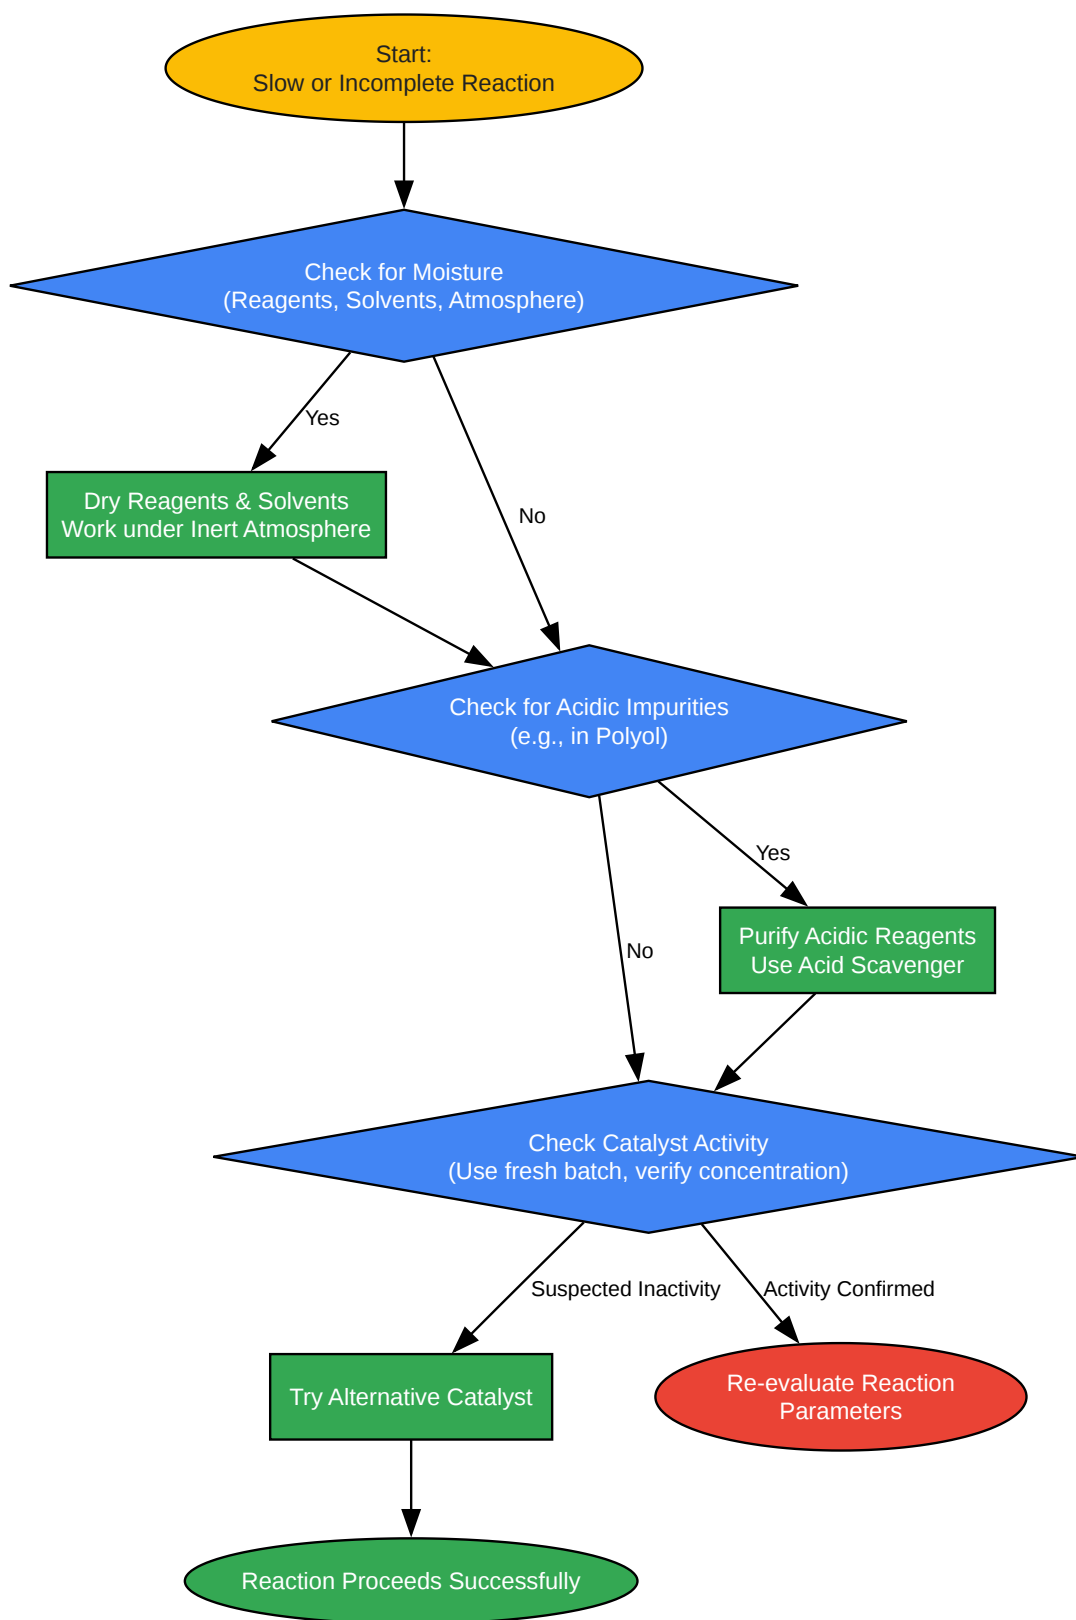 Start:
Slow or Incomplete Reaction
Check for Moisture
(Reagents, Solvents, Atmosphere)
Yes
Dry Reagents & Solvents
Work under Inert Atmosphere
No
Check for Acidic Impurities
(e.g., in Polyol)
Yes
Purify Acidic Reagents
Use Acid Scavenger
No
Check Catalyst Activity
(Use fresh batch, verify concentration)
Suspected Inactivity
Activity Confirmed
Try Alternative Catalyst
Re-evaluate Reaction
Parameters
Reaction Proceeds Successfully